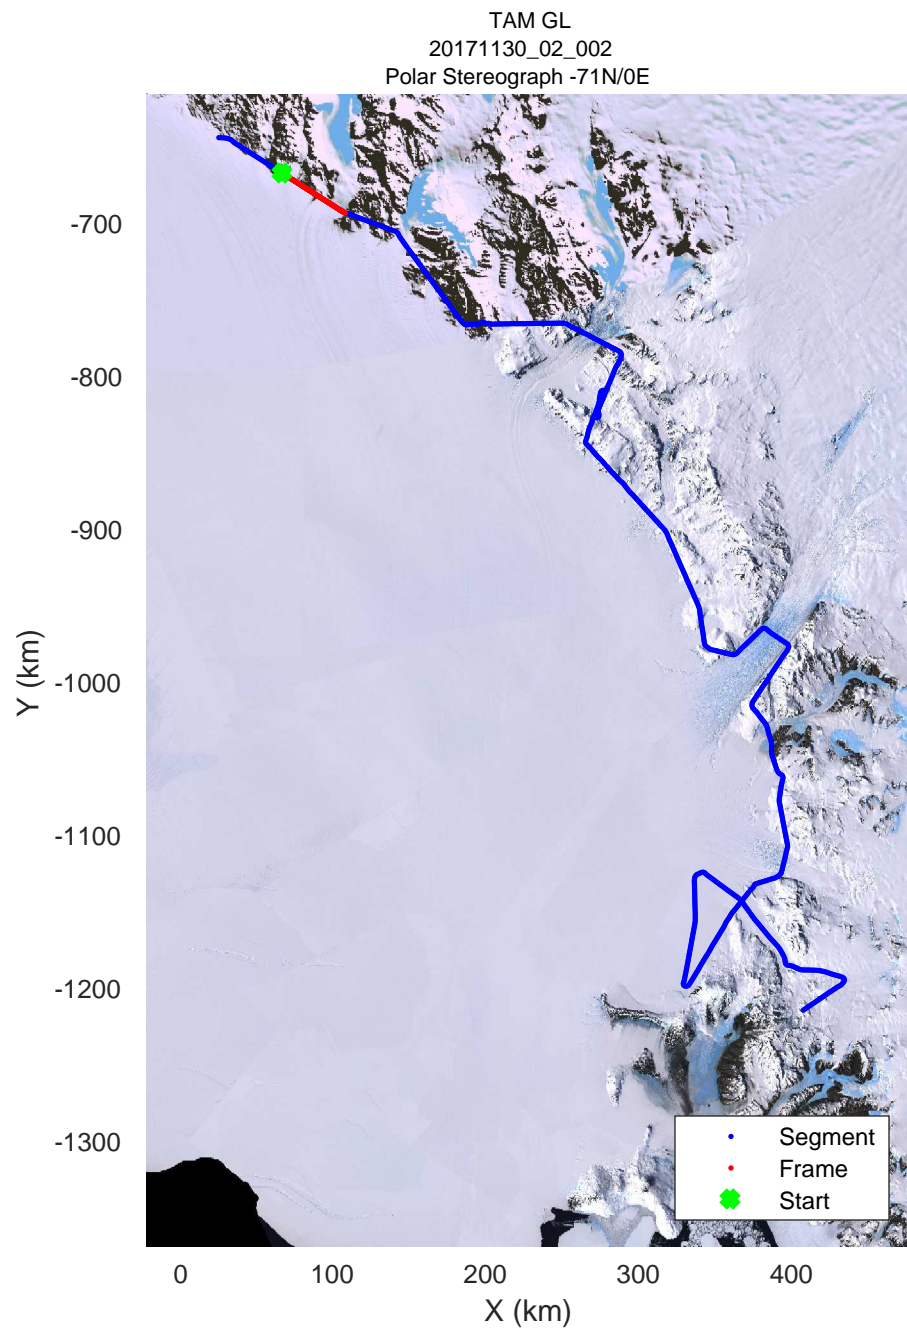 TAM GL
20171130_02_002
Polar Stereograph -71N/0E
-700
-800
-900
-1000
-1100
-1200
-1300
Y (km)
Segment
Frame
Start
0 100 200 300 400
X (km)